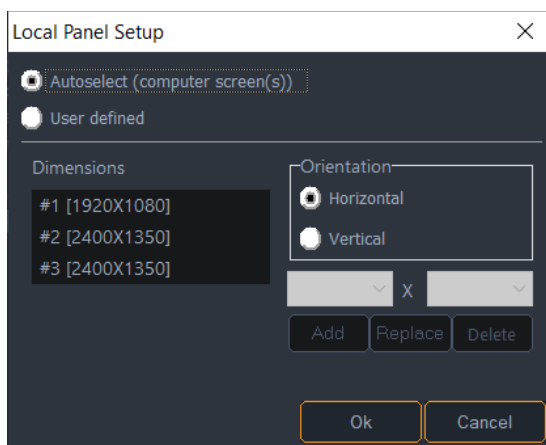 Local Panel Setup
Autoselect (computer screen(s))
User defined
Dimensions
#1 [1920X1080]
#2 [2400X1350]
#3 [2400X1350]
Orientation
Horizontal
Vertical
X
Add Replace Delete
Ok Cancel